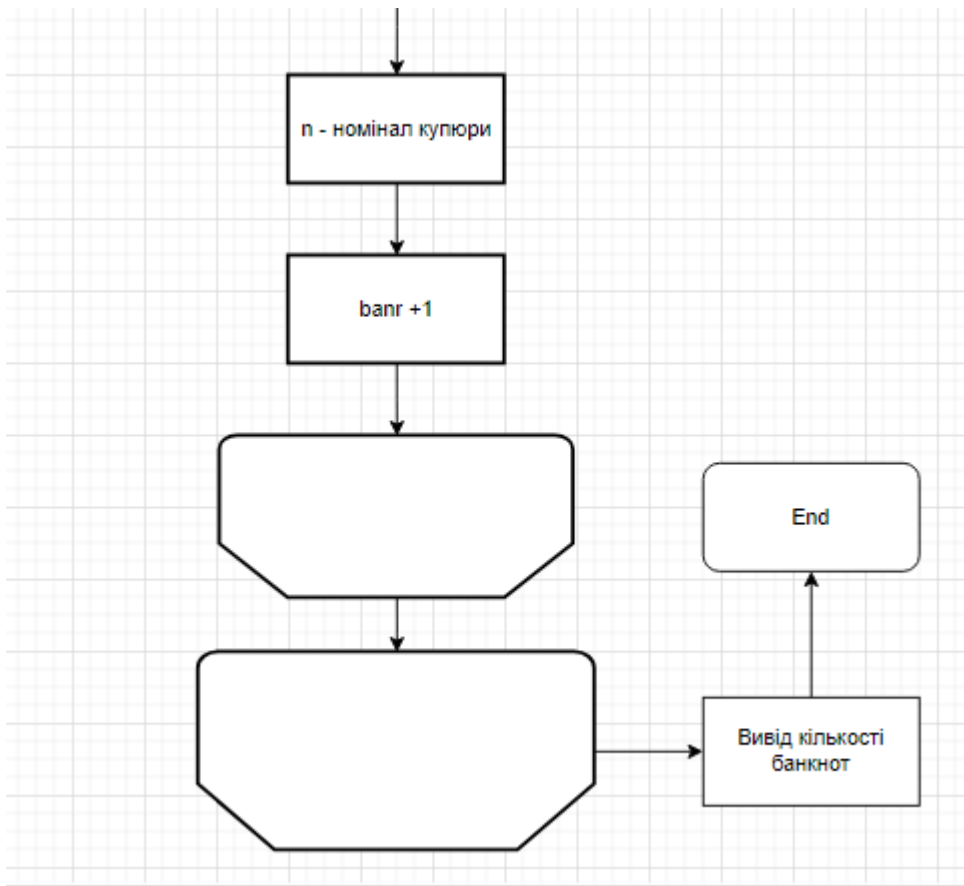 n - номінал купюри
banr +1
End
Вивід кількості
банкнот